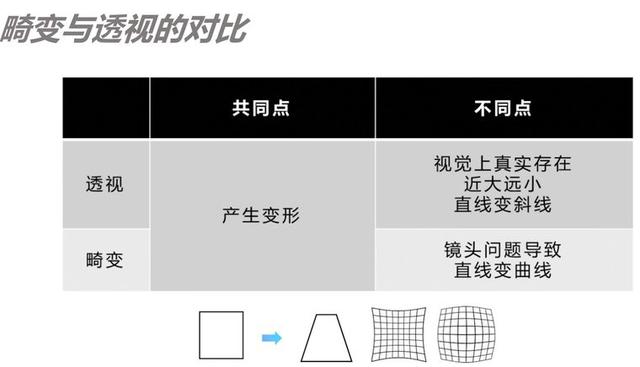 畸变与透视的对比
共同点
不同点
透视
产生变形
视觉上真实存在
近大远小
直线变斜线
畸变
镜头问题导致
直线变曲线